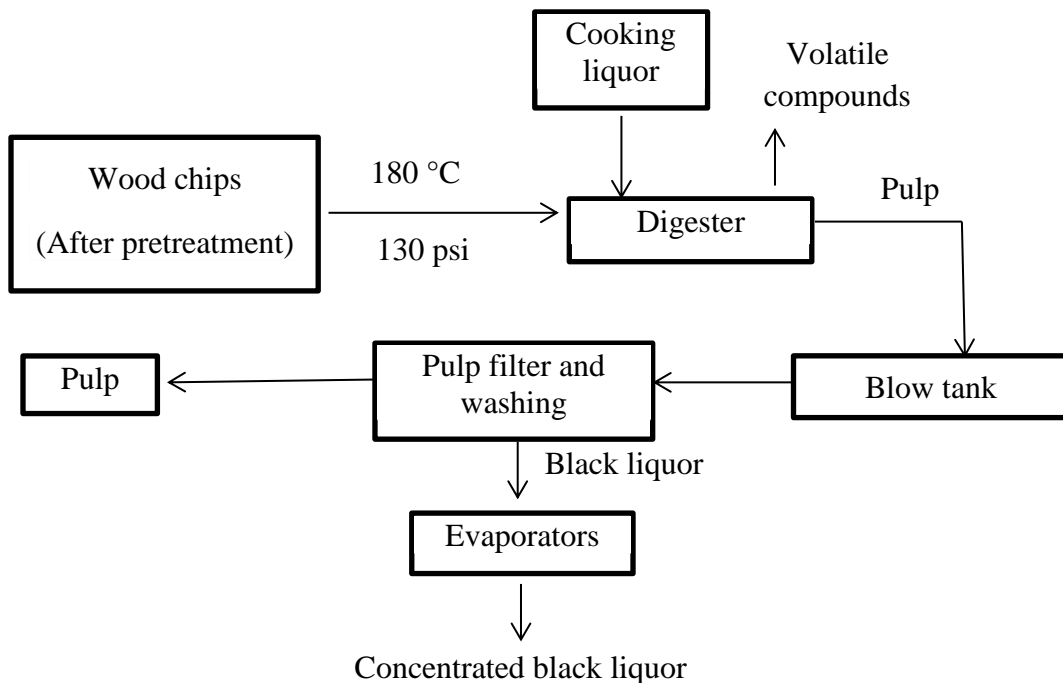 Cooking
liquor
Volatile
compounds
Wood chips
(After pretreatment)
180 °C
130 psi
Digester
Pulp
Pulp
Pulp filter and
washing
Blow tank
Black liquor
Evaporators
Concentrated black liquor